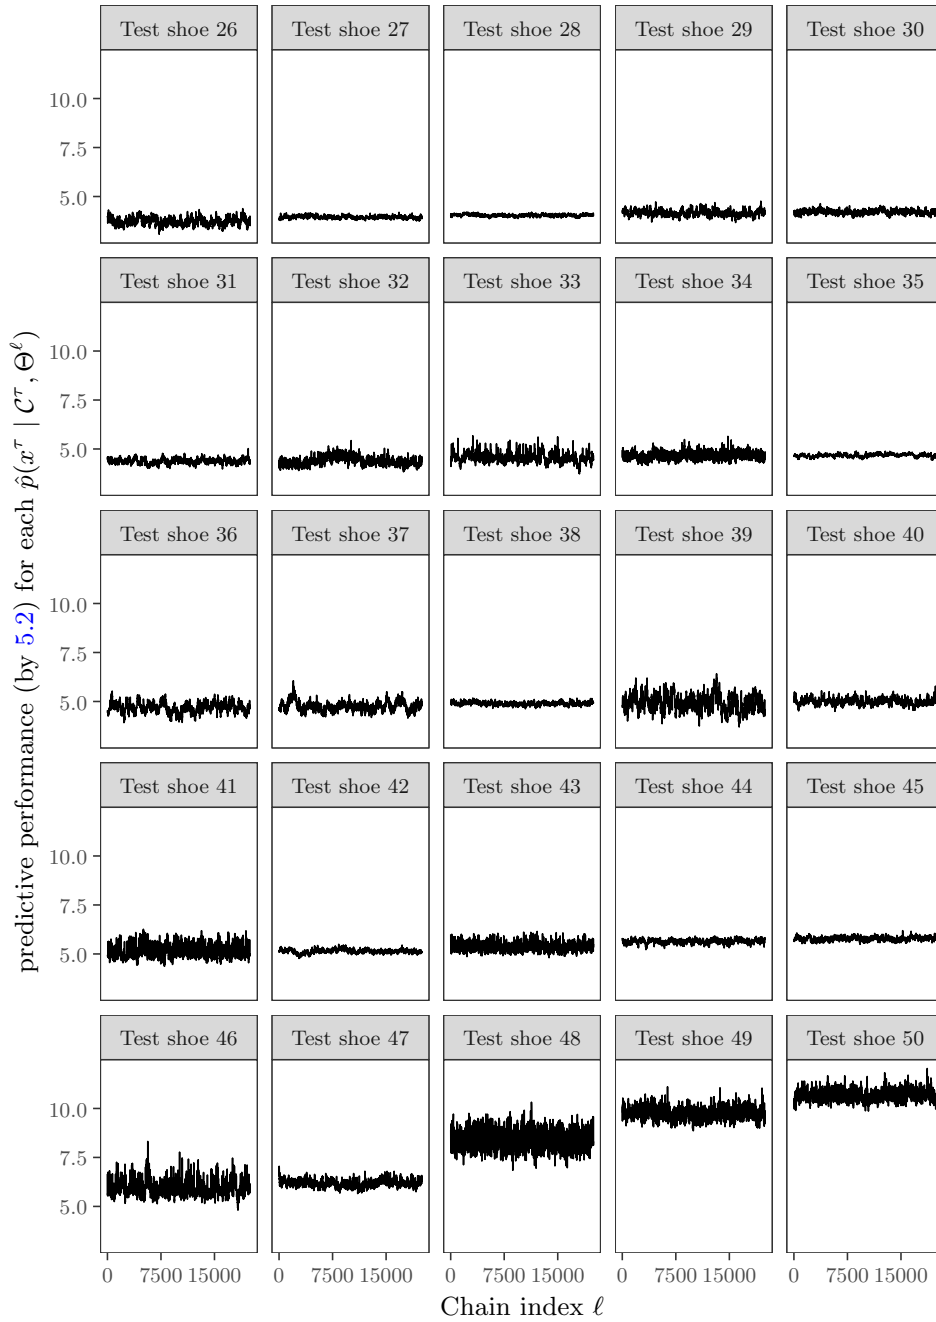 Test shoe 26 Test shoe 27 Test shoe 28 Test shoe 29 Test shoe 30
10.0
7.5
5.0
Test shoe 31 Test shoe 32 Test shoe 33 Test shoe 34 Test shoe 35
10.0
7.5
5.0
Test shoe 36 Test shoe 37 Test shoe 38 Test shoe 39 Test shoe 40
10.0
7.5
5.0
Test shoe 41 Test shoe 42 Test shoe 43 Test shoe 44 Test shoe 45
10.0
7.5
5.0
Test shoe 46 Test shoe 47 Test shoe 48 Test shoe 49 Test shoe 50
10.0
7.5
5.0
0 7500 15000 0 7500 15000 0 7500 15000 0 7500 15000 0 7500 15000
Chain index ℓ
predictive performance (by 5.2) for each p̂(x^τ | 𝒞^τ, Θ^ℓ)